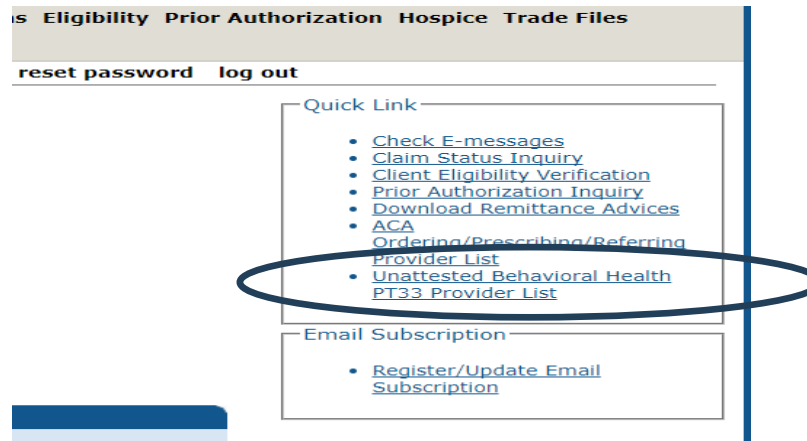 Eligibility Prior Authorization Hospice Trade Files
reset password log out
Quick Link
Check E-messages
Claim Status Inquiry
Client Eligibility Verification
Prior Authorization Inquiry
Download Remittance Advices
ACA
Ordering/Prescribing/Referring
Provider List
Unattested Behavioral Health
PT33 Provider List
Email Subscription
Register/Update Email
Subscription